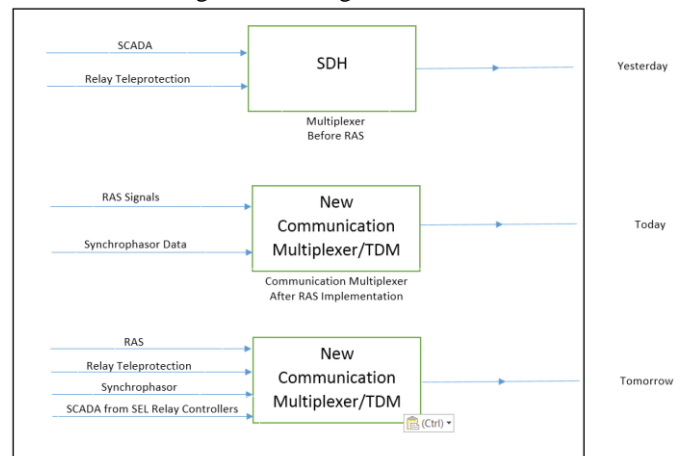 SCADA
Relay Teleprotection
SDH
Multiplexer
Before RAS
Yesterday
RAS Signals
Synchrophasor Data
New
Communication
Multiplexer/TDM
Communication Multiplexer
After RAS Implementation
Today
RAS
Relay Teleprotection
Synchrophasor
SCADA from SEL Relay Controllers
New
Communication
Multiplexer/TDM
(Ctrl)
Tomorrow